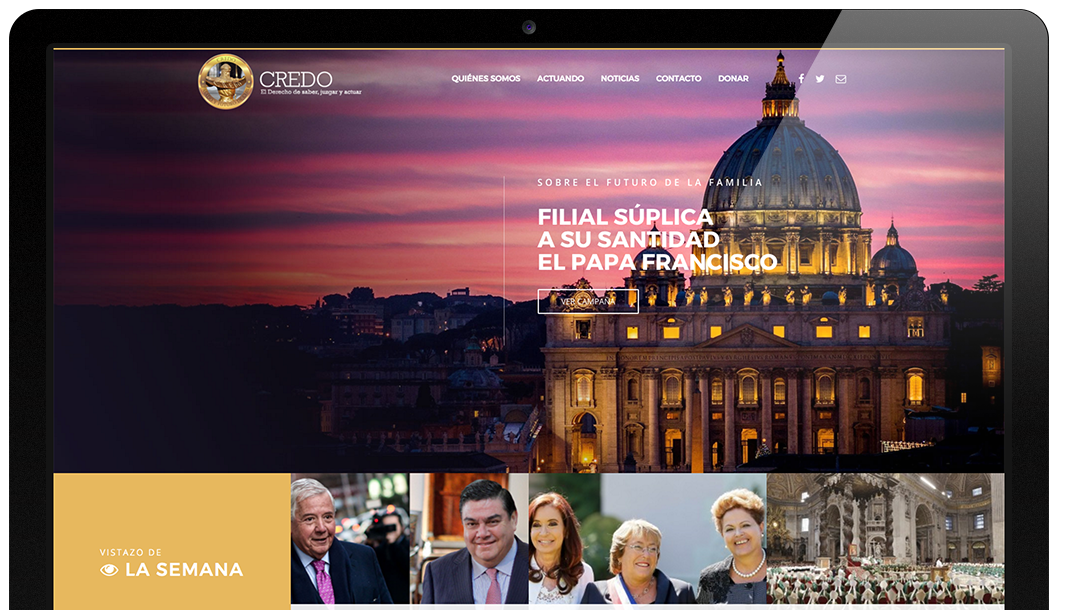 CREDO
El Derecho de saber, juzgar y actuar
QUIÉNES SOMOS ACTUANDO NOTICIAS CONTACTO DONAR
SOBRE EL FUTURO DE LA FAMILIA
FILIAL SÚPLICA
A SU SANTIDAD
EL PAPA FRANCISCO
VER CAMPAÑA
VISTAZO DE
LA SEMANA